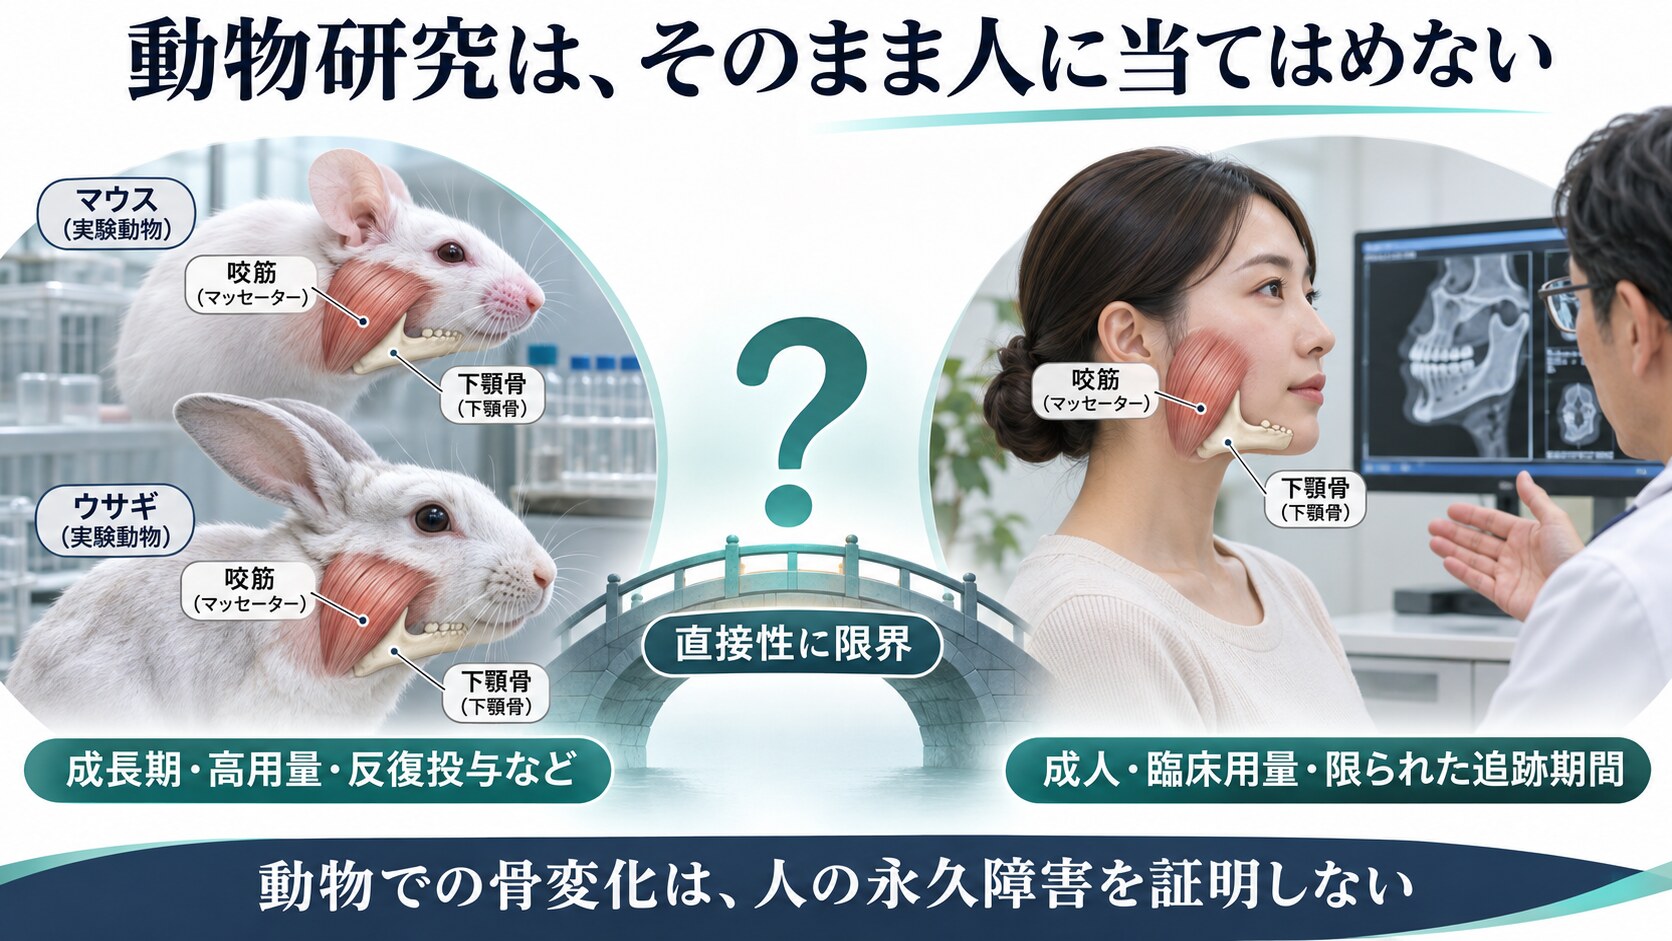 動物研究は、そのまま人に当てはめない
マウス
（実験動物）
咬筋
（マッセーター）
下顎骨
（下顎骨）
ウサギ
（実験動物）
咬筋
（マッセーター）
下顎骨
（下顎骨）
?
直接性に限界
咬筋
（マッセーター）
下顎骨
（下顎骨）
成長期・高用量・反復投与など
成人・臨床用量・限られた追跡期間
動物での骨変化は、人の永久障害を証明しない